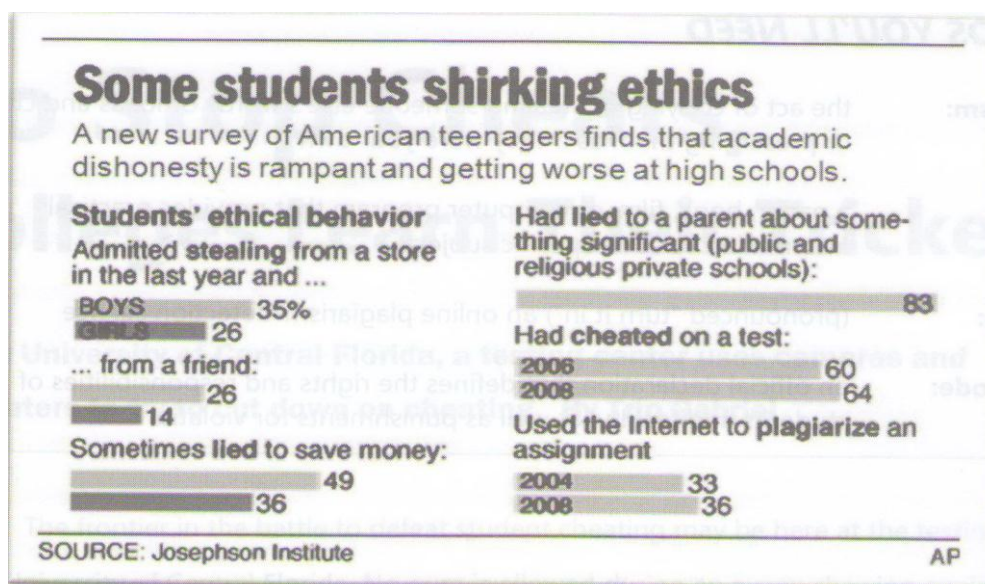 Some students shirking ethics
A new survey of American teenagers finds that academic
dishonesty is rampant and getting worse at high schools.
Students' ethical behavior
Admitted stealing from a store
in the last year and ...
BOYS 35%
GIRLS 26
... from a friend:
26
14
Sometimes lied to save money:
49
36
Had lied to a parent about some-
thing significant (public and
religious private schools):
83
Had cheated on a test:
2006 60
2008 64
Used the Internet to plagiarize an
assignment
2004 33
2008 36
SOURCE: Josephson Institute
AP